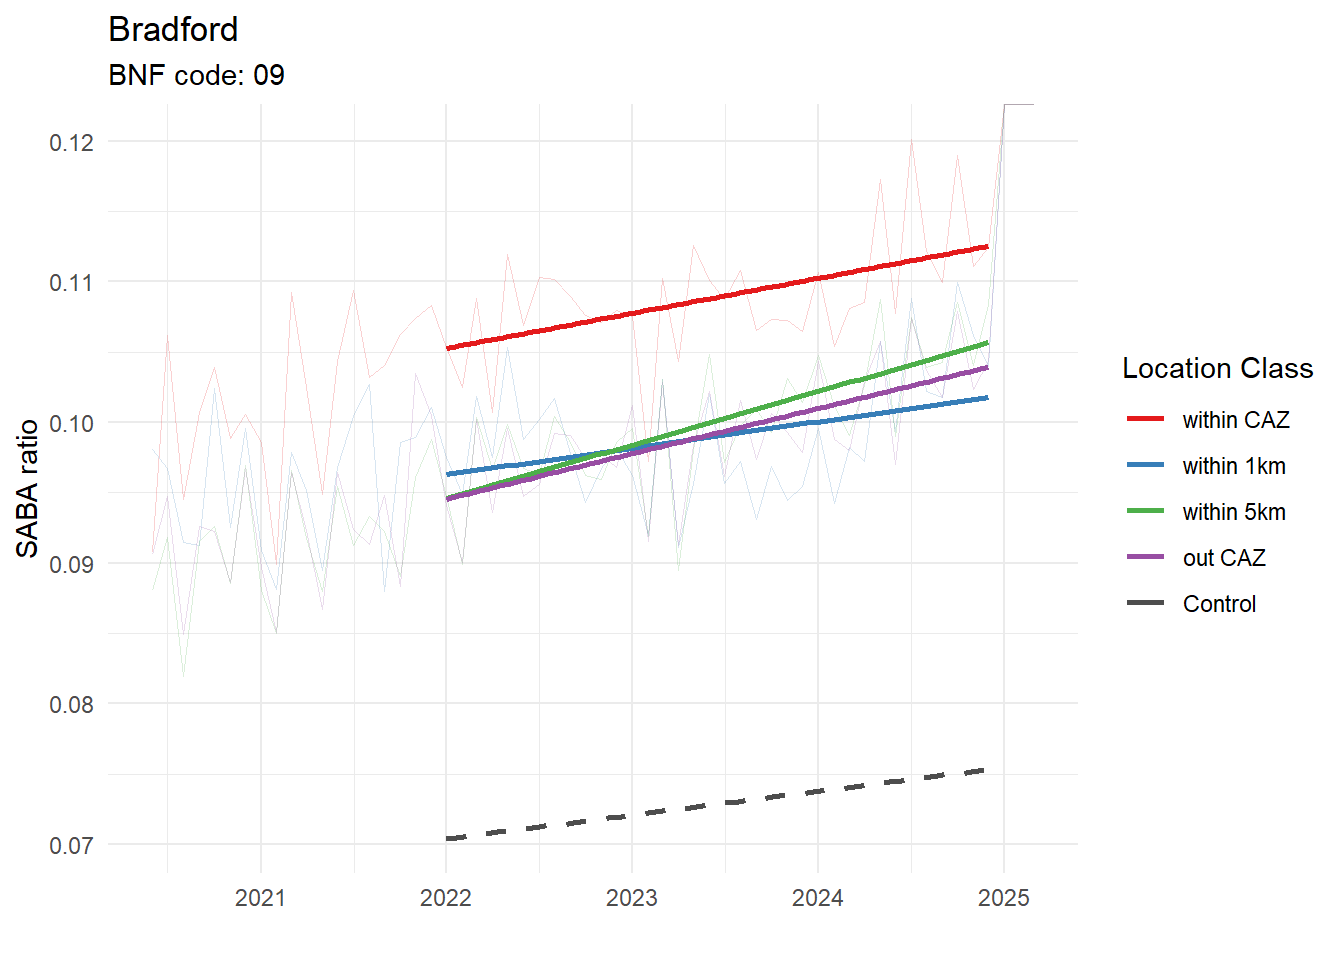 Bradford
BNF code: 09
SABA ratio
0.12
0.11
0.10
0.09
0.08
0.07
2021
2022
2023
2024
2025
Location Class
within CAZ
within 1km
within 5km
out CAZ
Control